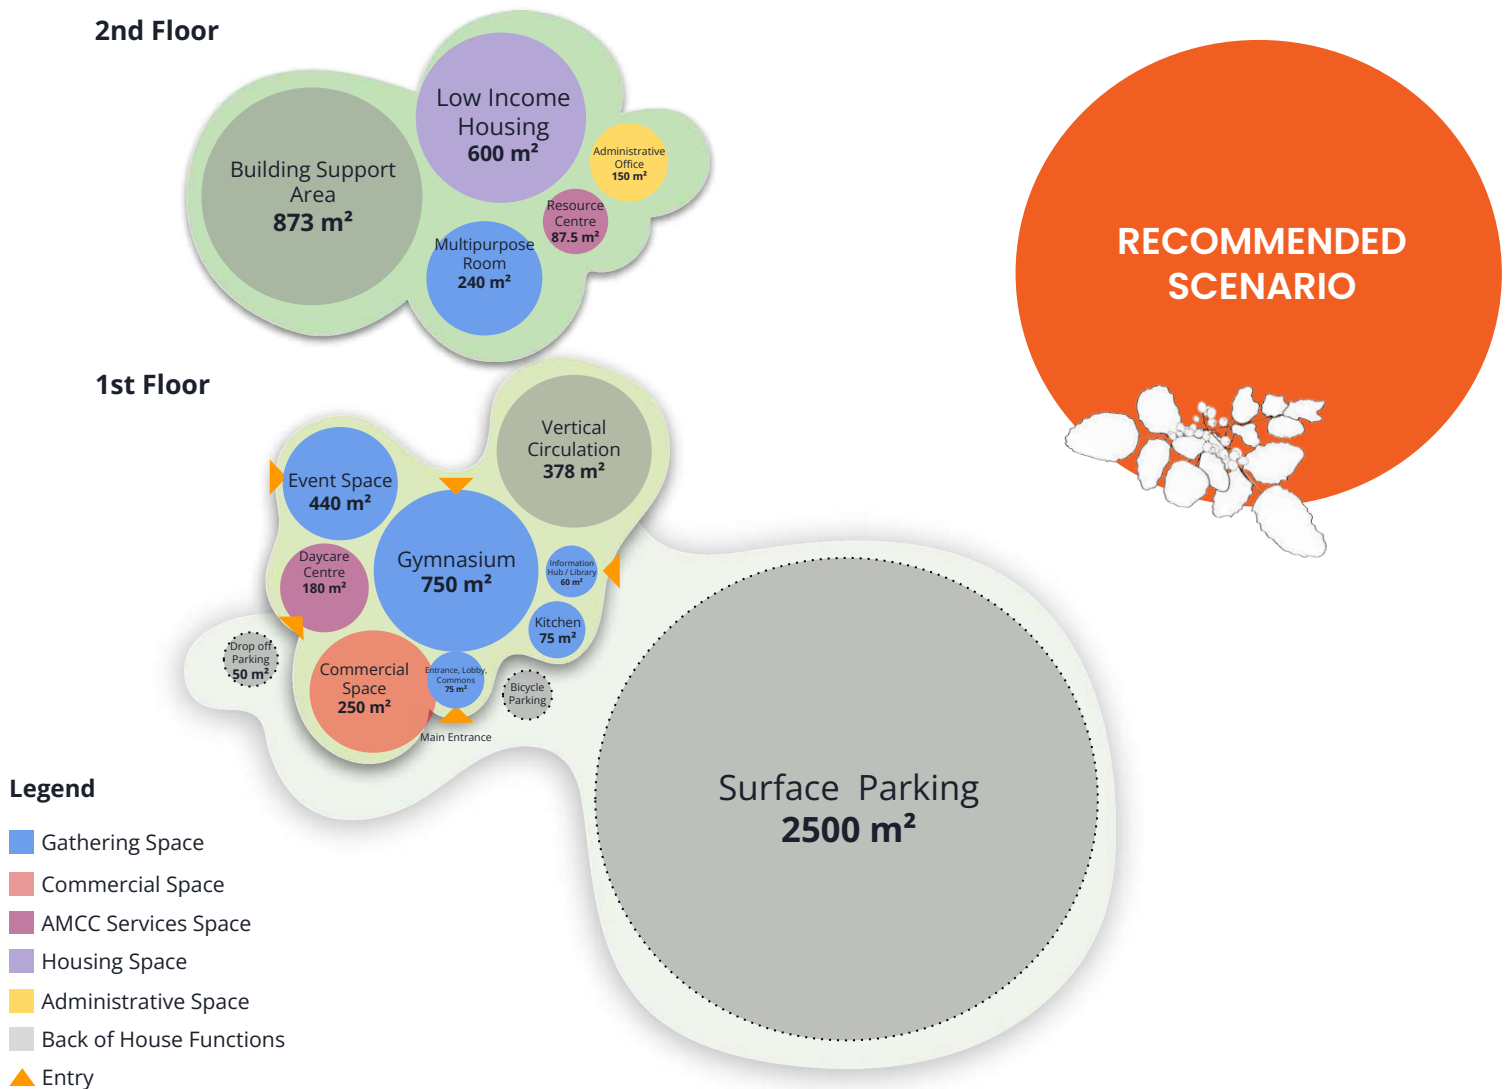 2nd Floor
Low Income
Housing
600 m²
Building Support
Area
873 m²
Administrative
Office
150 m²
Resource
Centre
87.5 m²
Multipurpose
Room
240 m²
RECOMMENDED
SCENARIO
1st Floor
Vertical
Circulation
378 m²
Event Space
440 m²
Gymnasium
750 m²
Daycare
Centre
180 m²
Information
Hub / Library
60 m²
Kitchen
75 m²
Drop off
Parking
50 m²
Commercial
Space
250 m²
Entrance, Lobby,
Commons
75 m²
Bicycle
Parking
Main Entrance
Surface Parking
2500 m²
Legend
Gathering Space
Commercial Space
AMCC Services Space
Housing Space
Administrative Space
Back of House Functions
Entry